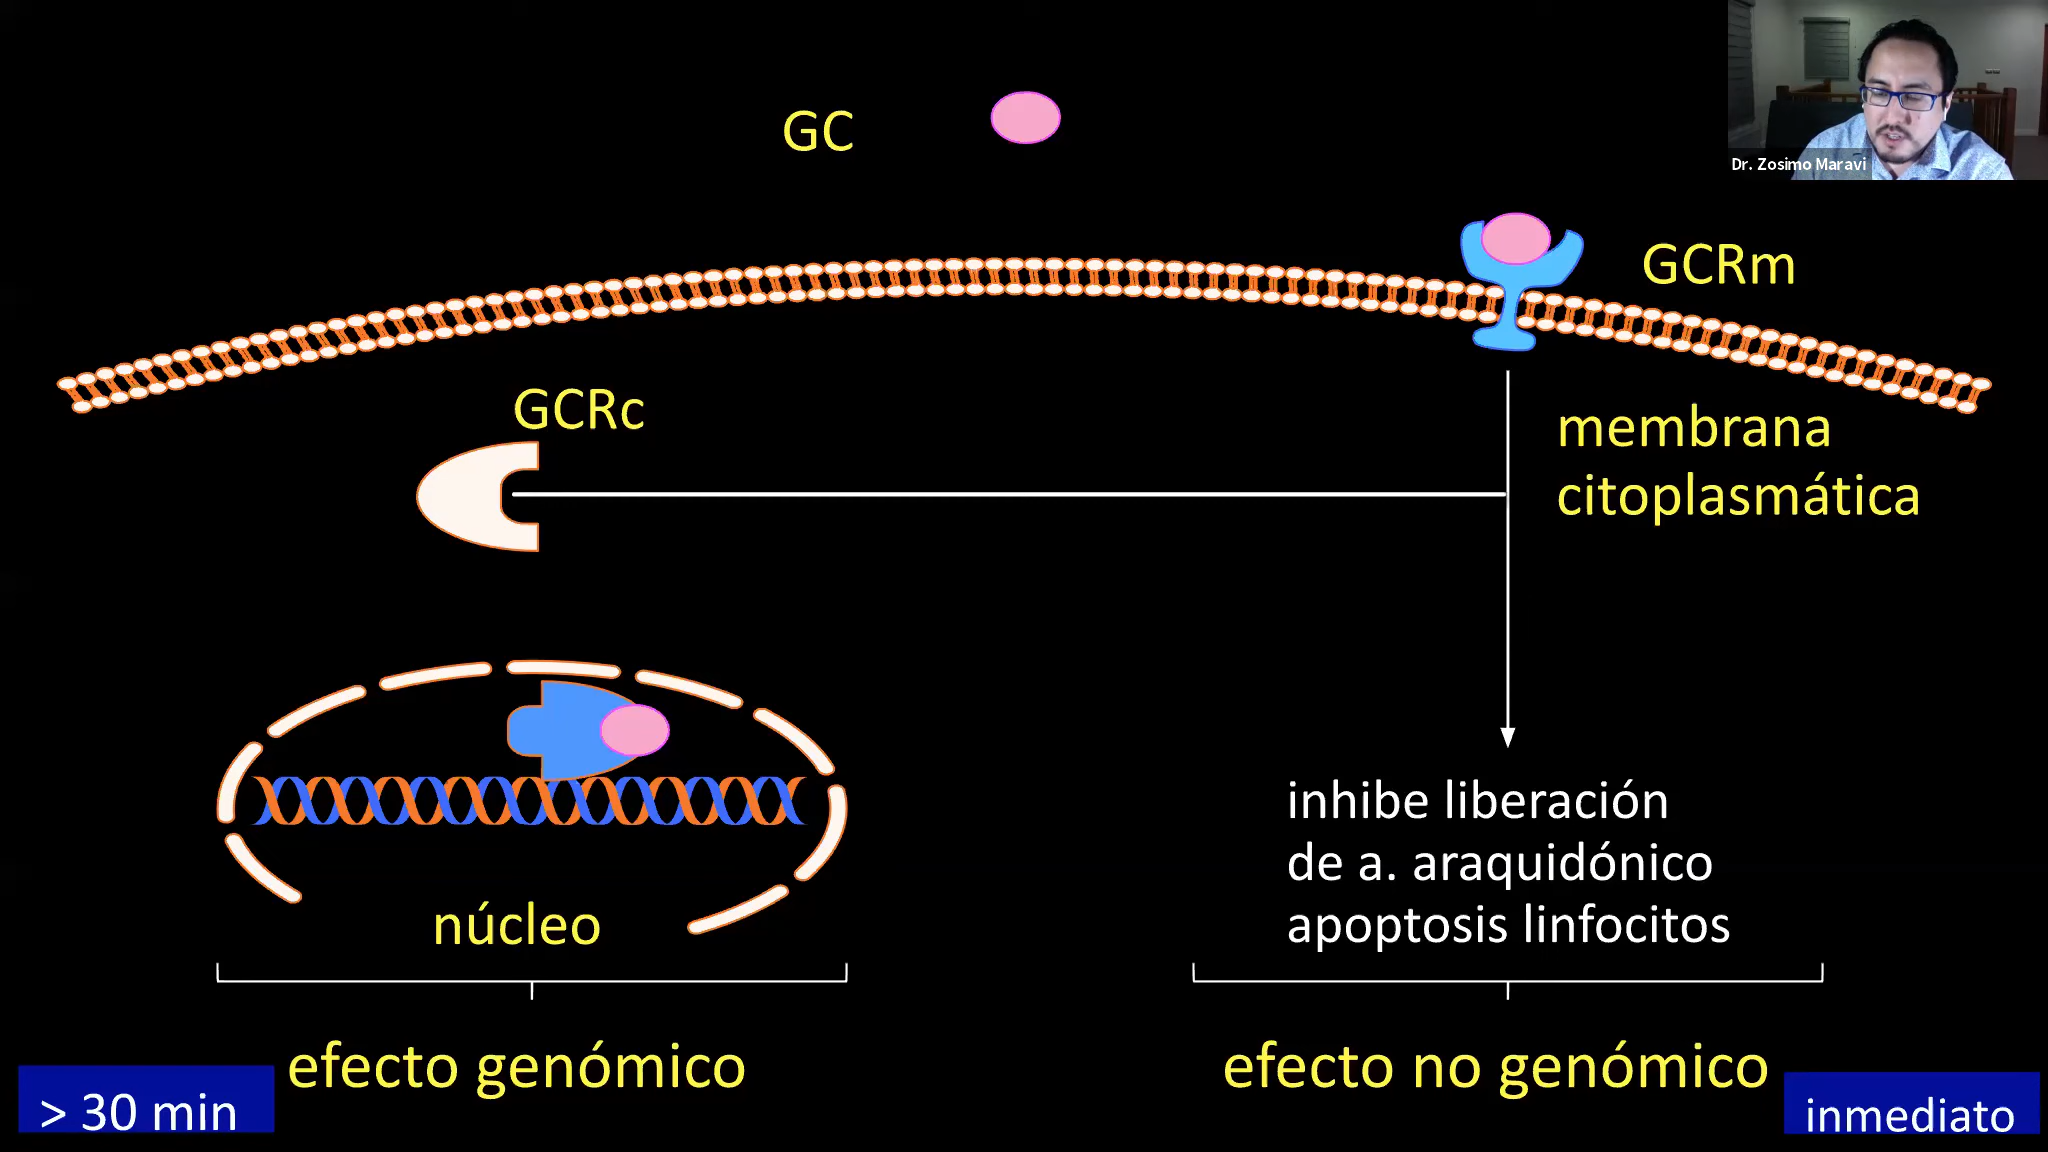 Dr. Zosimo Maravi
GC
GCRm
GCRc
membrana
citoplasmática
inhibe liberación
de a. araquidónico
apoptosis linfocitos
núcleo
efecto genómico
efecto no genómico
> 30 min
inmediato